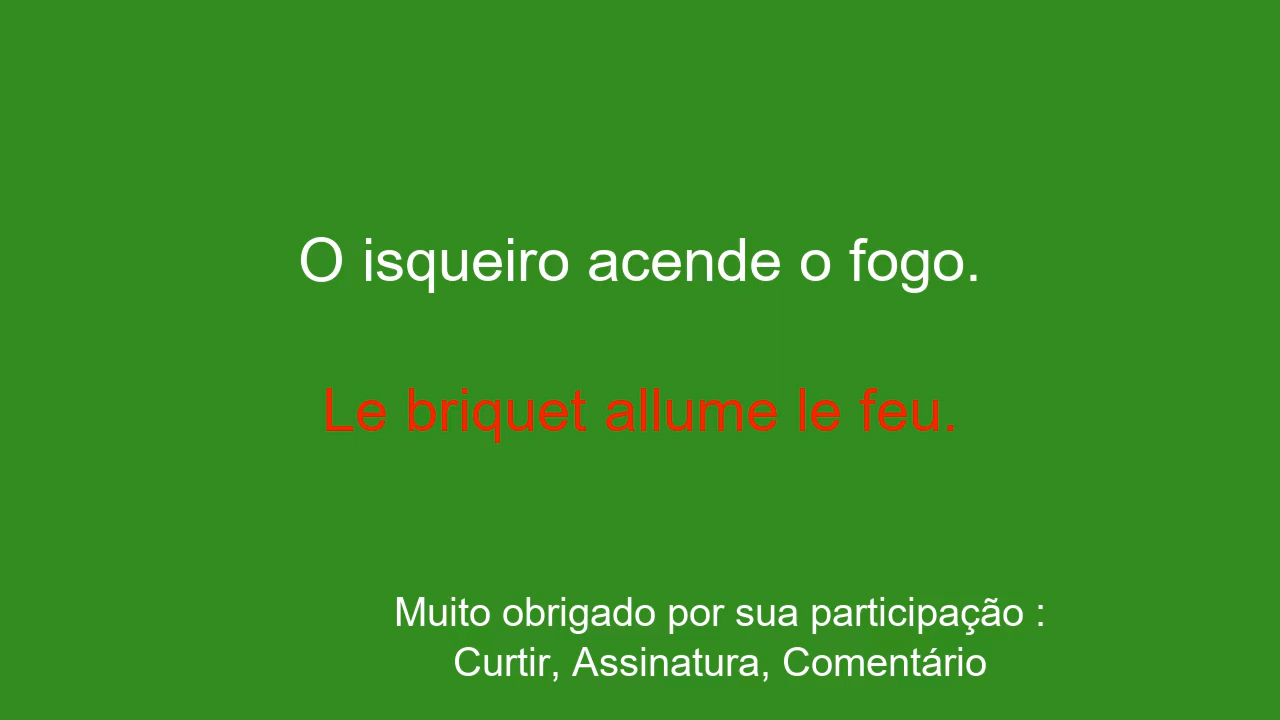 O isqueiro acende o fogo.
Le briquet allume le feu.
Muito obrigado por sua participação :
Curtir, Assinatura, Comentário